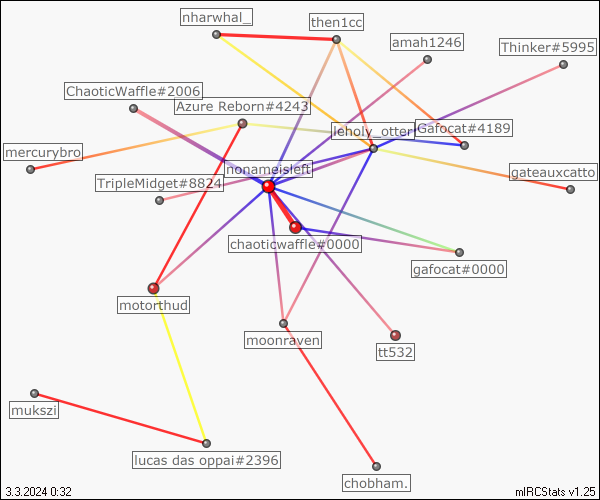 nharwhal_
then1cc
amah1246
Thinker#5995
ChaoticWaffle#2006
Azure Reborn#4243
leholy_otter
Gafocat#4189
mercurybro
nonameisleft
gateauxcatto
TripleMidget#8824
chaoticwaffle#0000
gafocat#0000
motorthud
moonraven
tt532
mukszi
lucas das oppai#2396
chobham.
3.3.2024 0:32
mIRCStats v1.25